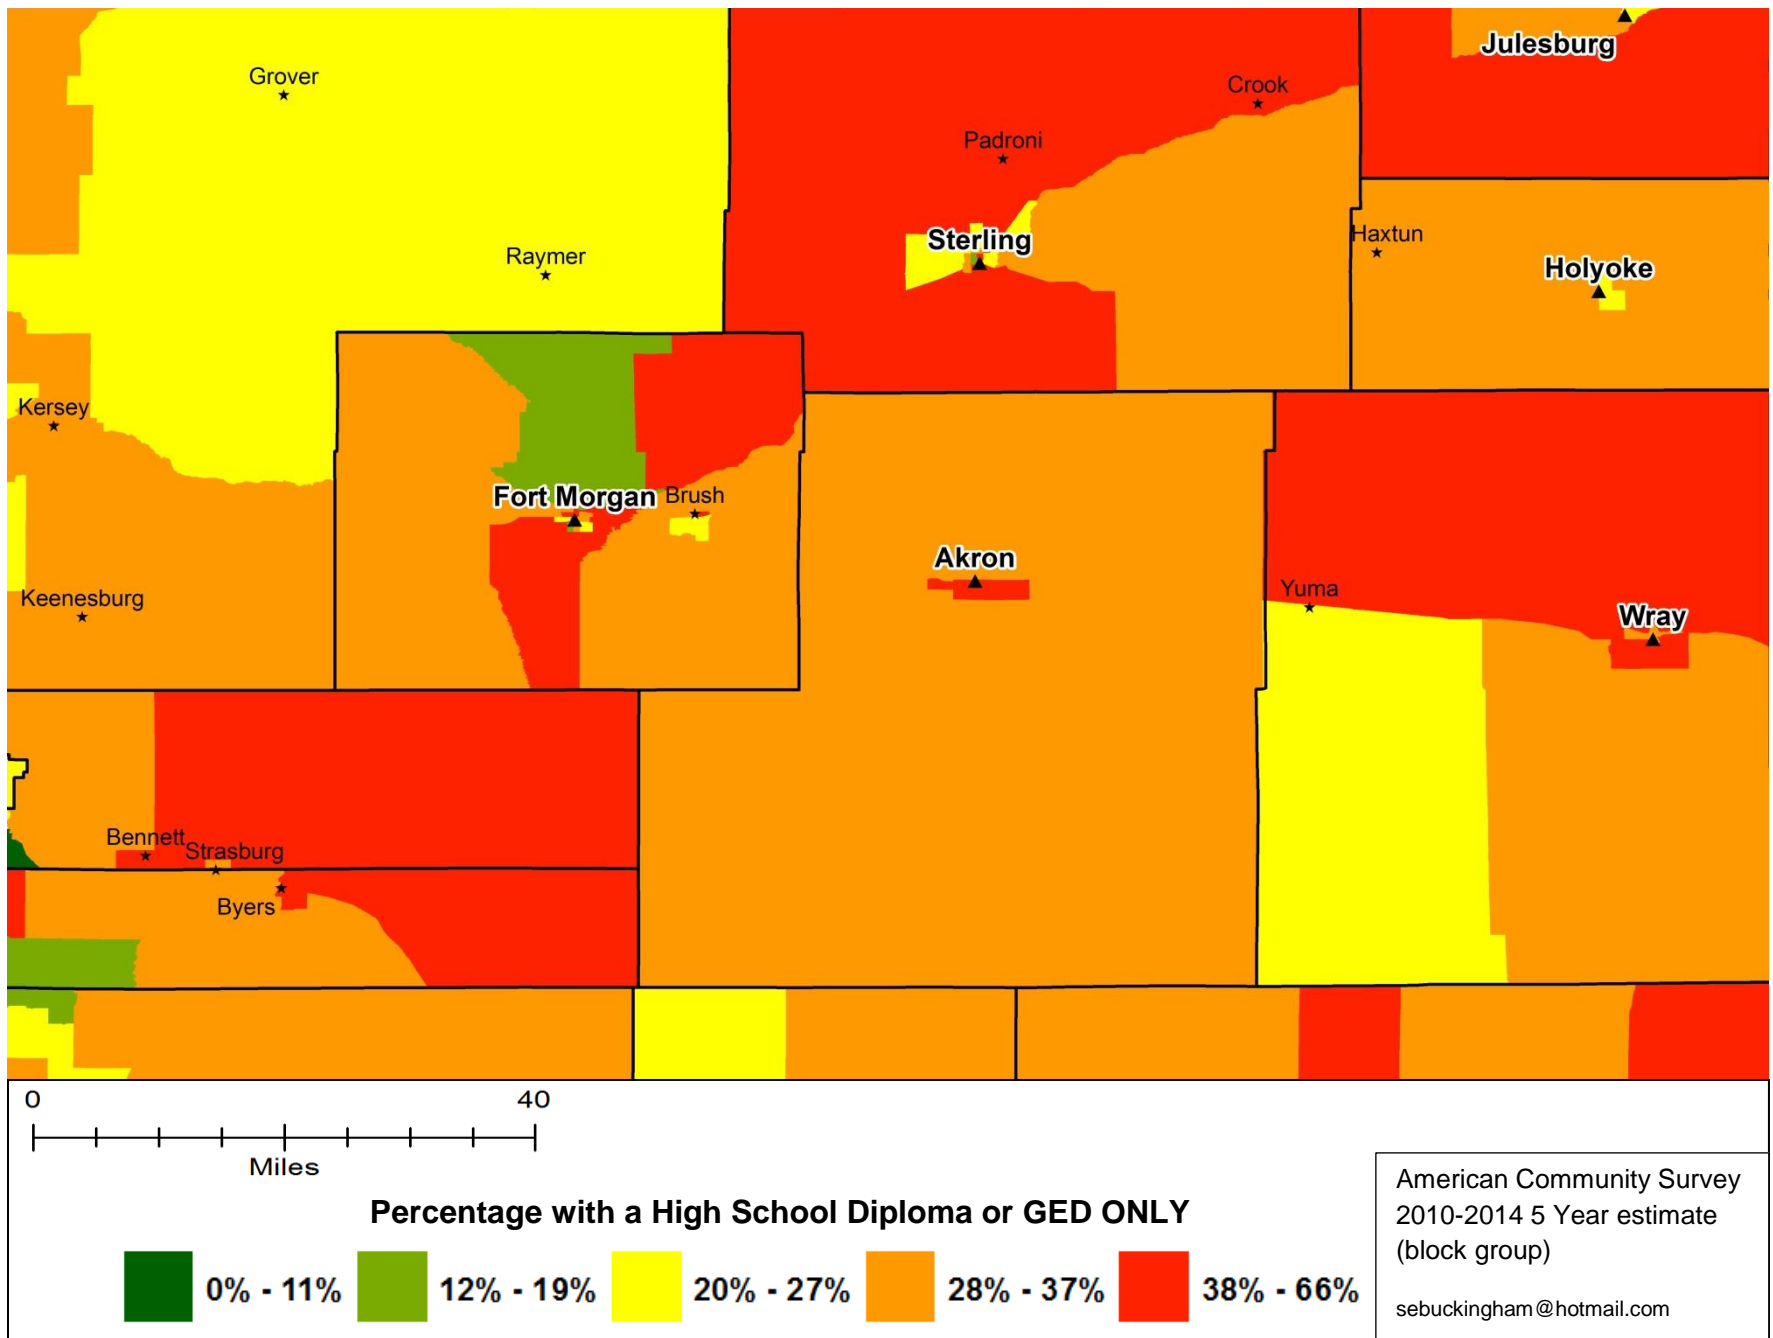 Julesburg
Grover
Crook
Padroni
Haxtun
Sterling
Raymer
Holyoke
Kersey
Fort Morgan
Brush
Akron
Yuma
Keenesburg
Wray
Bennett
Strasburg
Byers
0 40
Miles
Percentage with a High School Diploma or GED ONLY
0% - 11% 12% - 19% 20% - 27% 28% - 37% 38% - 66%
American Community Survey
2010-2014 5 Year estimate
(block group)
sebuckingham@hotmail.com